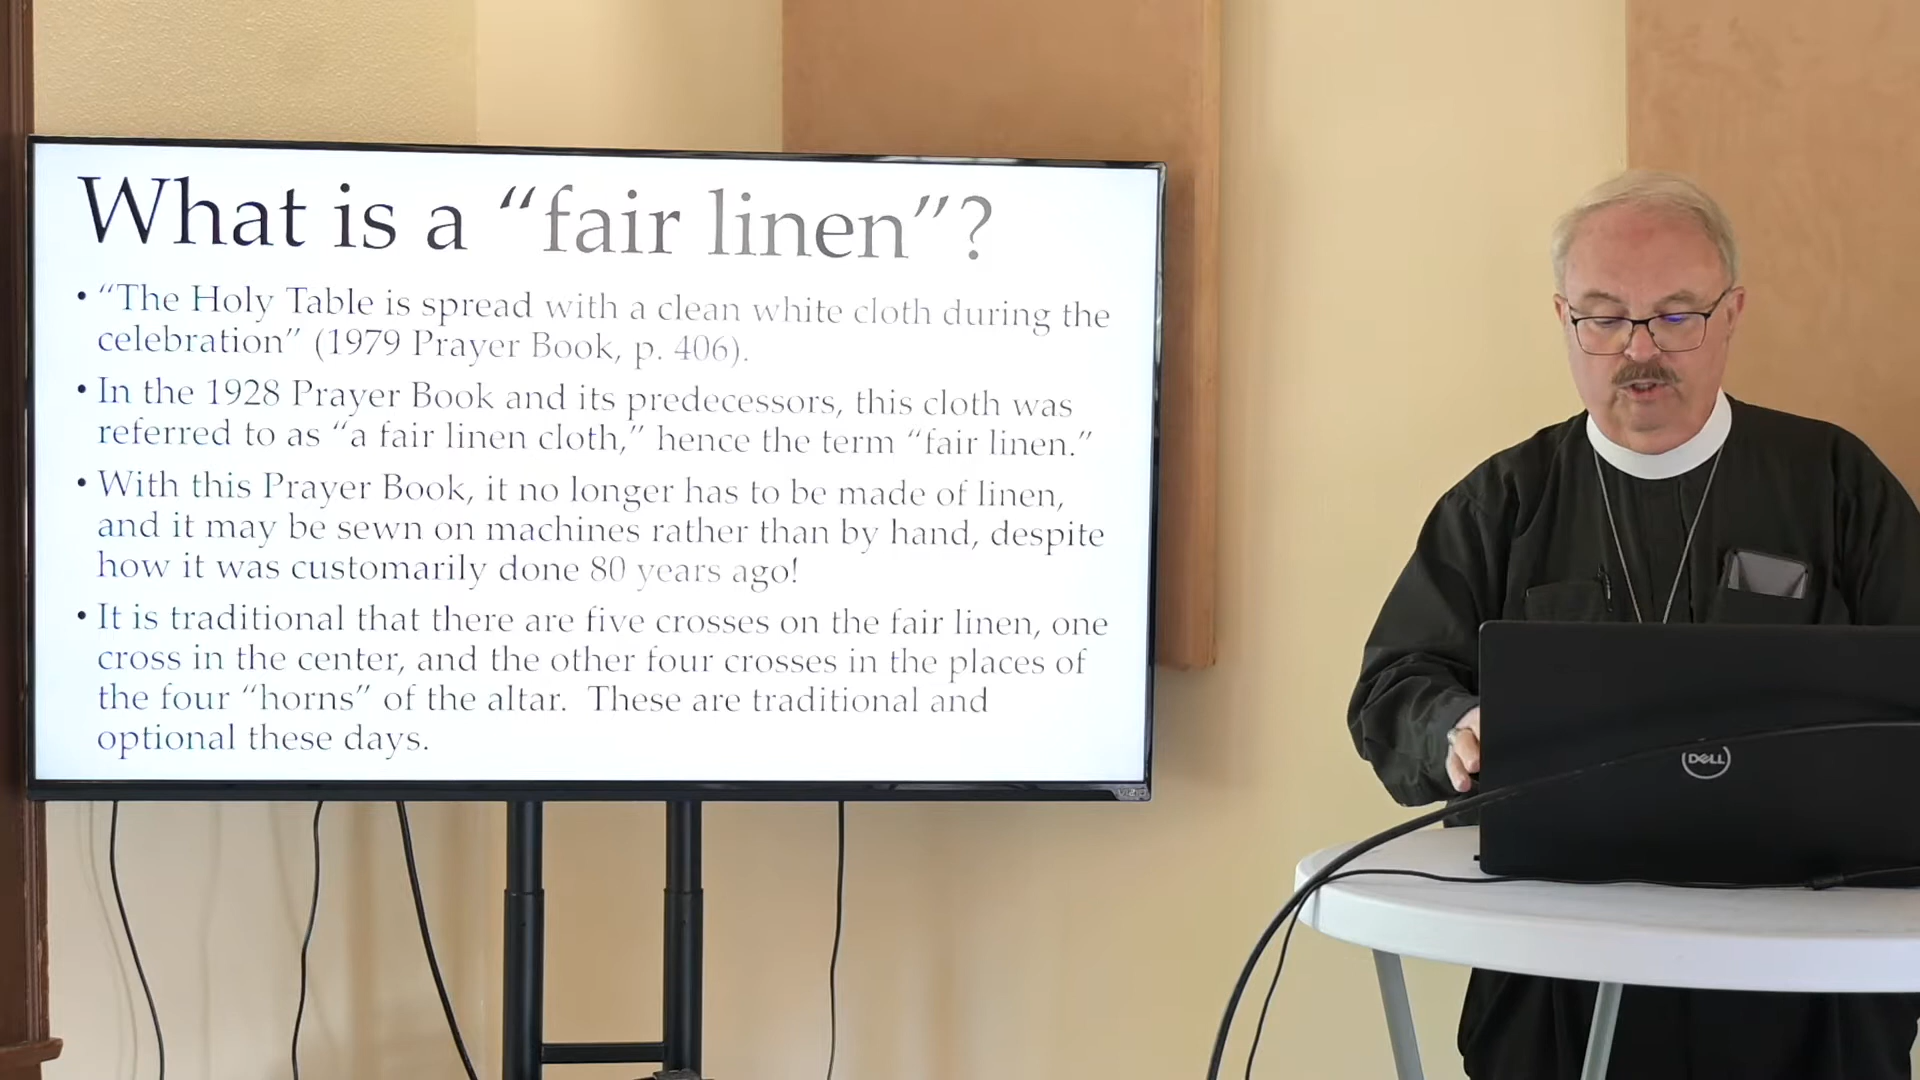 What is a “fair linen”?
• “The Holy Table is spread with a clean white cloth during the
celebration” (1979 Prayer Book, p. 406).
• In the 1928 Prayer Book and its predecessors, this cloth was
referred to as “a fair linen cloth,” hence the term “fair linen.”
• With this Prayer Book, it no longer has to be made of linen,
and it may be sewn on machines rather than by hand, despite
how it was customarily done 80 years ago!
• It is traditional that there are five crosses on the fair linen, one
cross in the center, and the other four crosses in the places of
the four “horns” of the altar.  These are traditional and
optional these days.
VIZIO
DELL